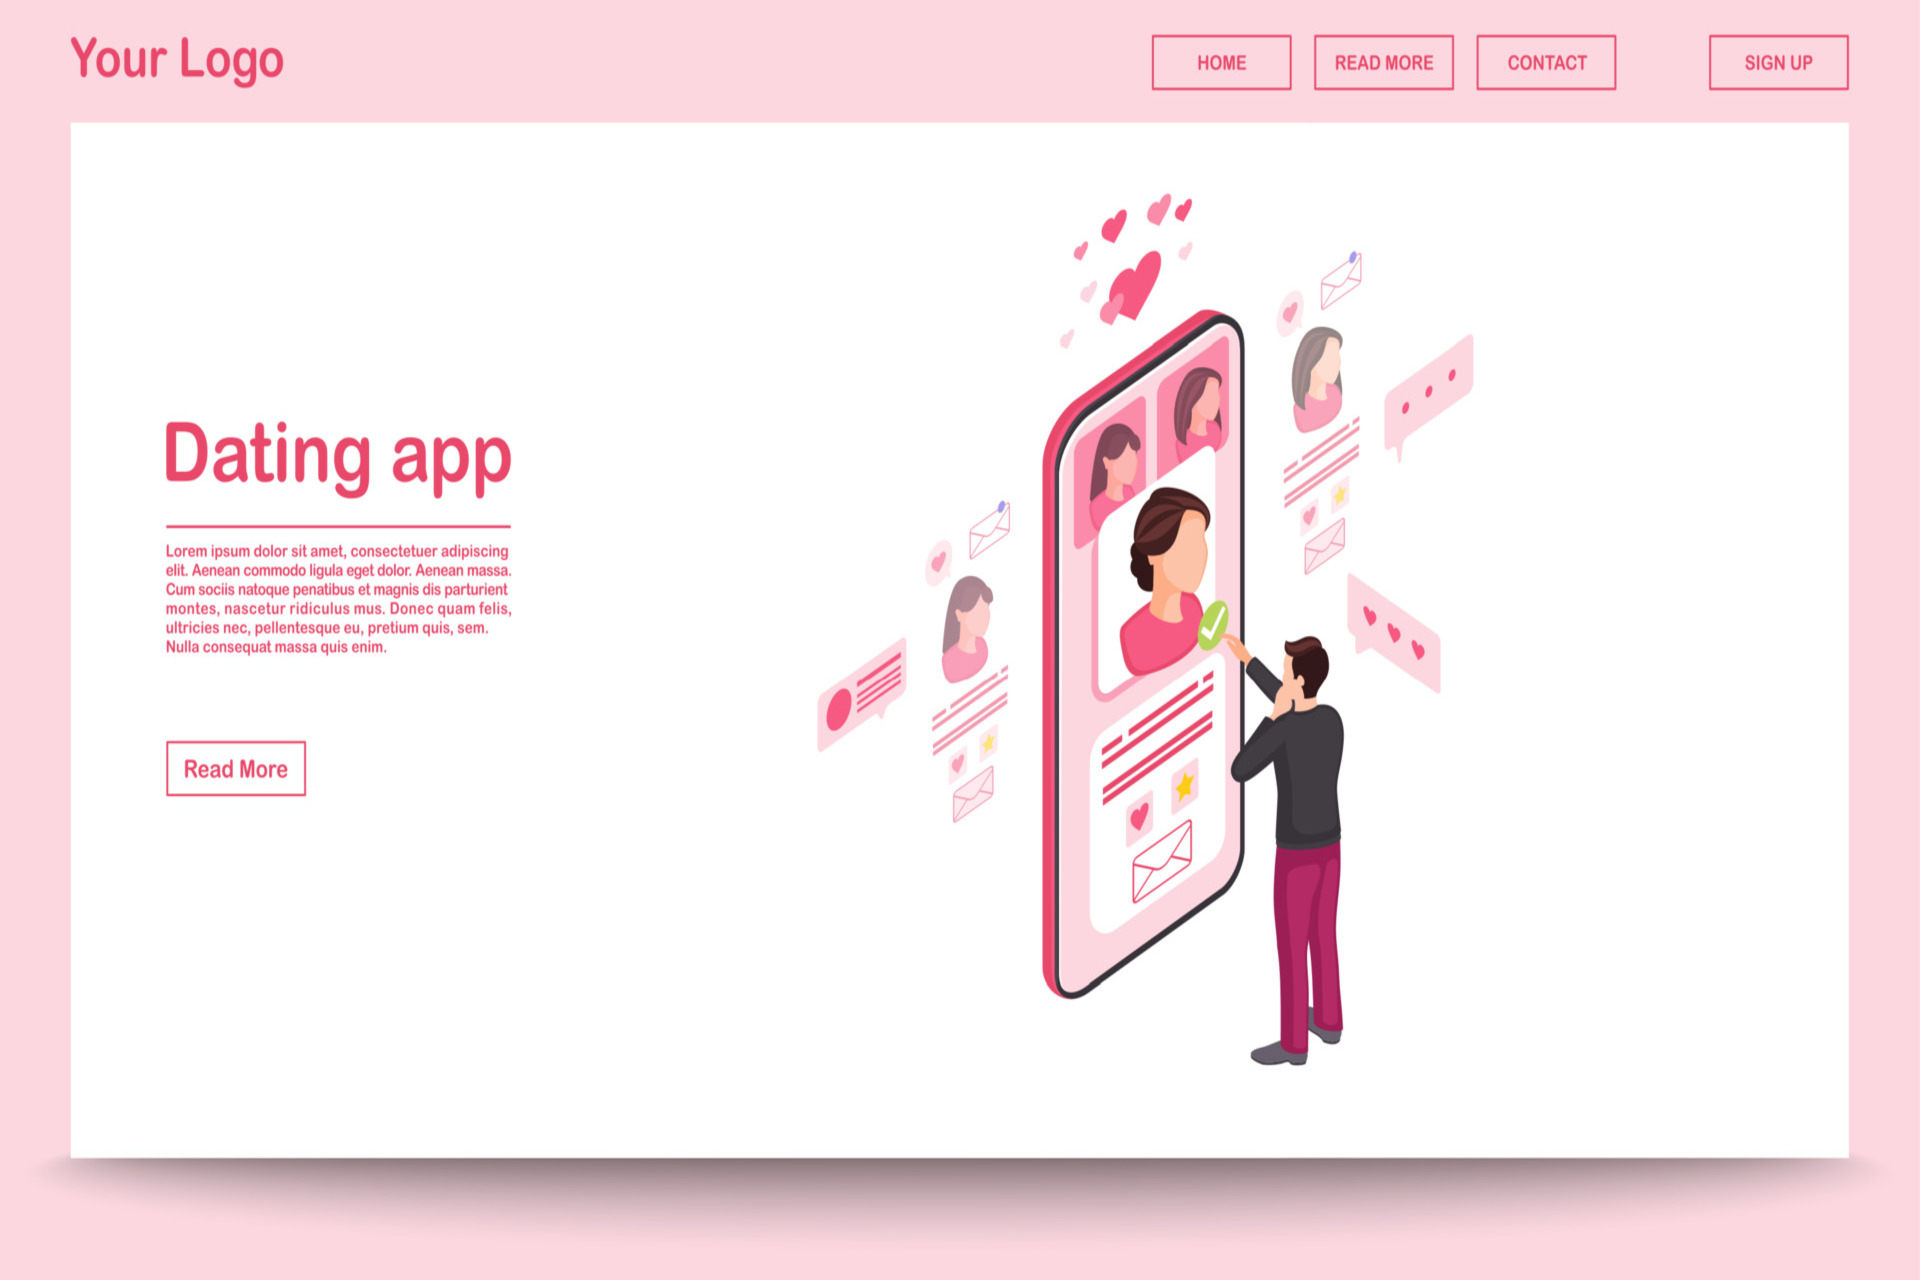 Your Logo
HOME
READ MORE
CONTACT
SIGN UP
Dating app
Lorem ipsum dolor sit amet, consectetuer adipiscing
elit. Aenean commodo ligula eget dolor. Aenean massa.
Cum sociis natoque penatibus et magnis dis parturient
montes, nascetur ridiculus mus. Donec quam felis,
ultricies nec, pellentesque eu, pretium quis, sem.
Nulla consequat massa quis enim.
Read More